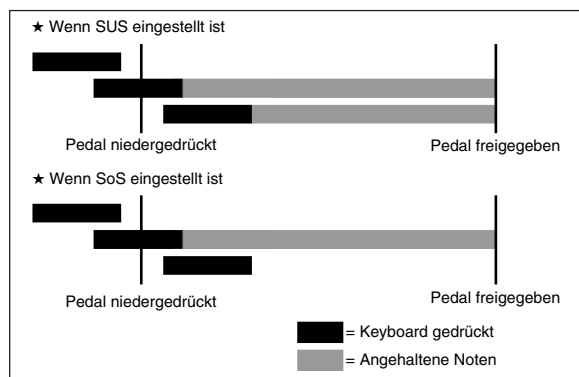 ★ Wenn SUS eingestellt ist
Pedal niedergedrückt
Pedal freigegeben
★ Wenn SoS eingestellt ist
Pedal niedergedrückt
Pedal freigegeben
= Keyboard gedrückt
= Angehaltene Noten